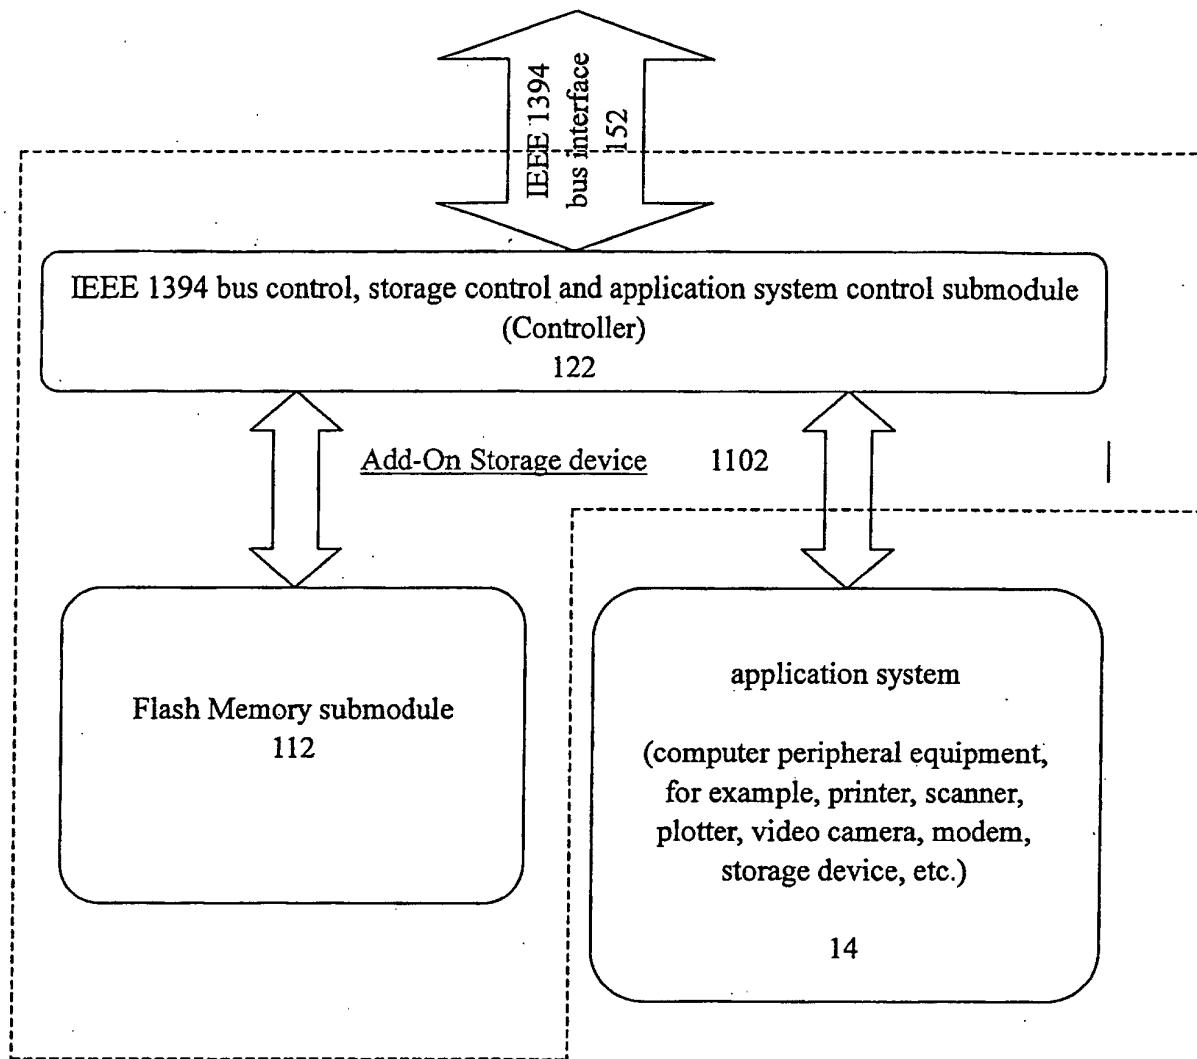 IEEE 1394
bus interface
152
IEEE 1394 bus control, storage control and application system control submodule
(Controller)
122
Add-On Storage device 1102
Flash Memory submodule
112
application system
(computer peripheral equipment,
for example, printer, scanner,
plotter, video camera, modem,
storage device, etc.)
14